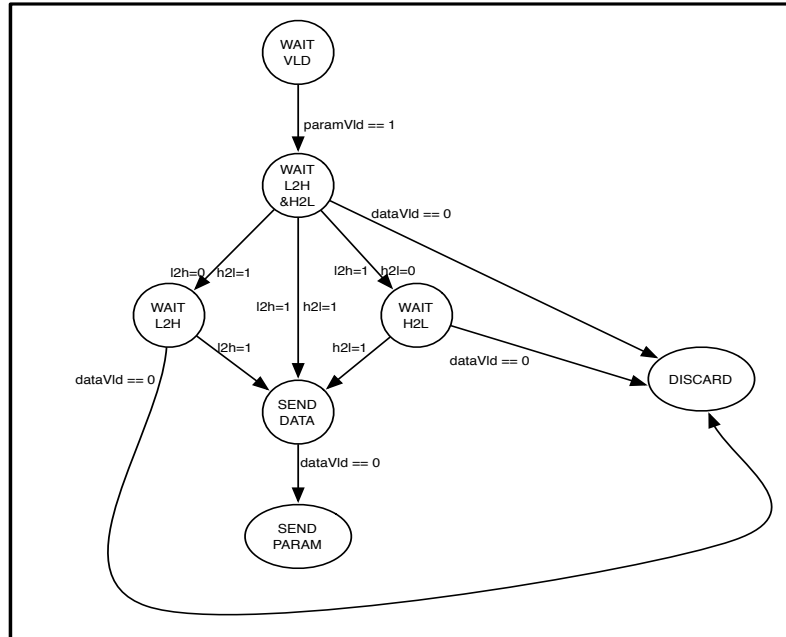 WAIT
VLD
paramVld == 1
WAIT
L2H
&H2L
dataVld == 0
l2h=0 h2l=1
l2h=1 h2l=0
WAIT
L2H
l2h=1 h2l=1
WAIT
H2L
l2h=1
h2l=1
dataVld == 0
dataVld == 0
DISCARD
SEND
DATA
dataVld == 0
SEND
PARAM